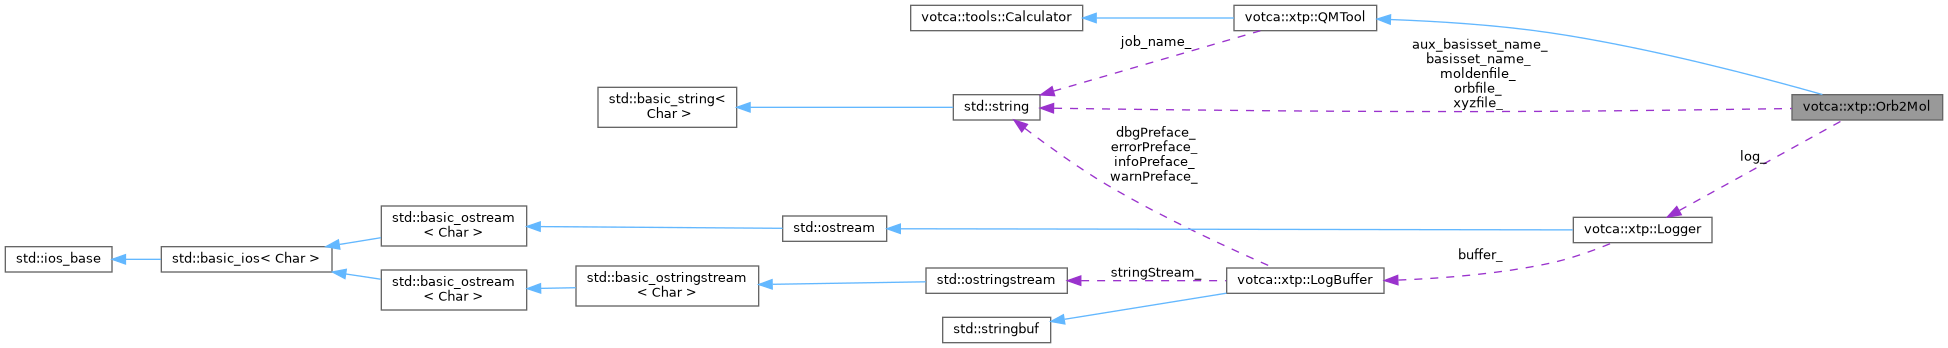 votca::tools::Calculator
votca::xtp::QMTool
job_name_
aux_basisset_name_
basisset_name_
moldenfile_
orbfile_
xyzfile_
std::basic_string<
Char >
std::string
votca::xtp::Orb2Mol
dbgPreface_
errorPreface_
infoPreface_
warnPreface_
log_
std::basic_ostream
< Char >
std::ostream
votca::xtp::Logger
std::ios_base
std::basic_ios< Char >
buffer_
std::basic_ostream
< Char >
std::basic_ostringstream
< Char >
std::ostringstream
stringStream_
votca::xtp::LogBuffer
std::stringbuf